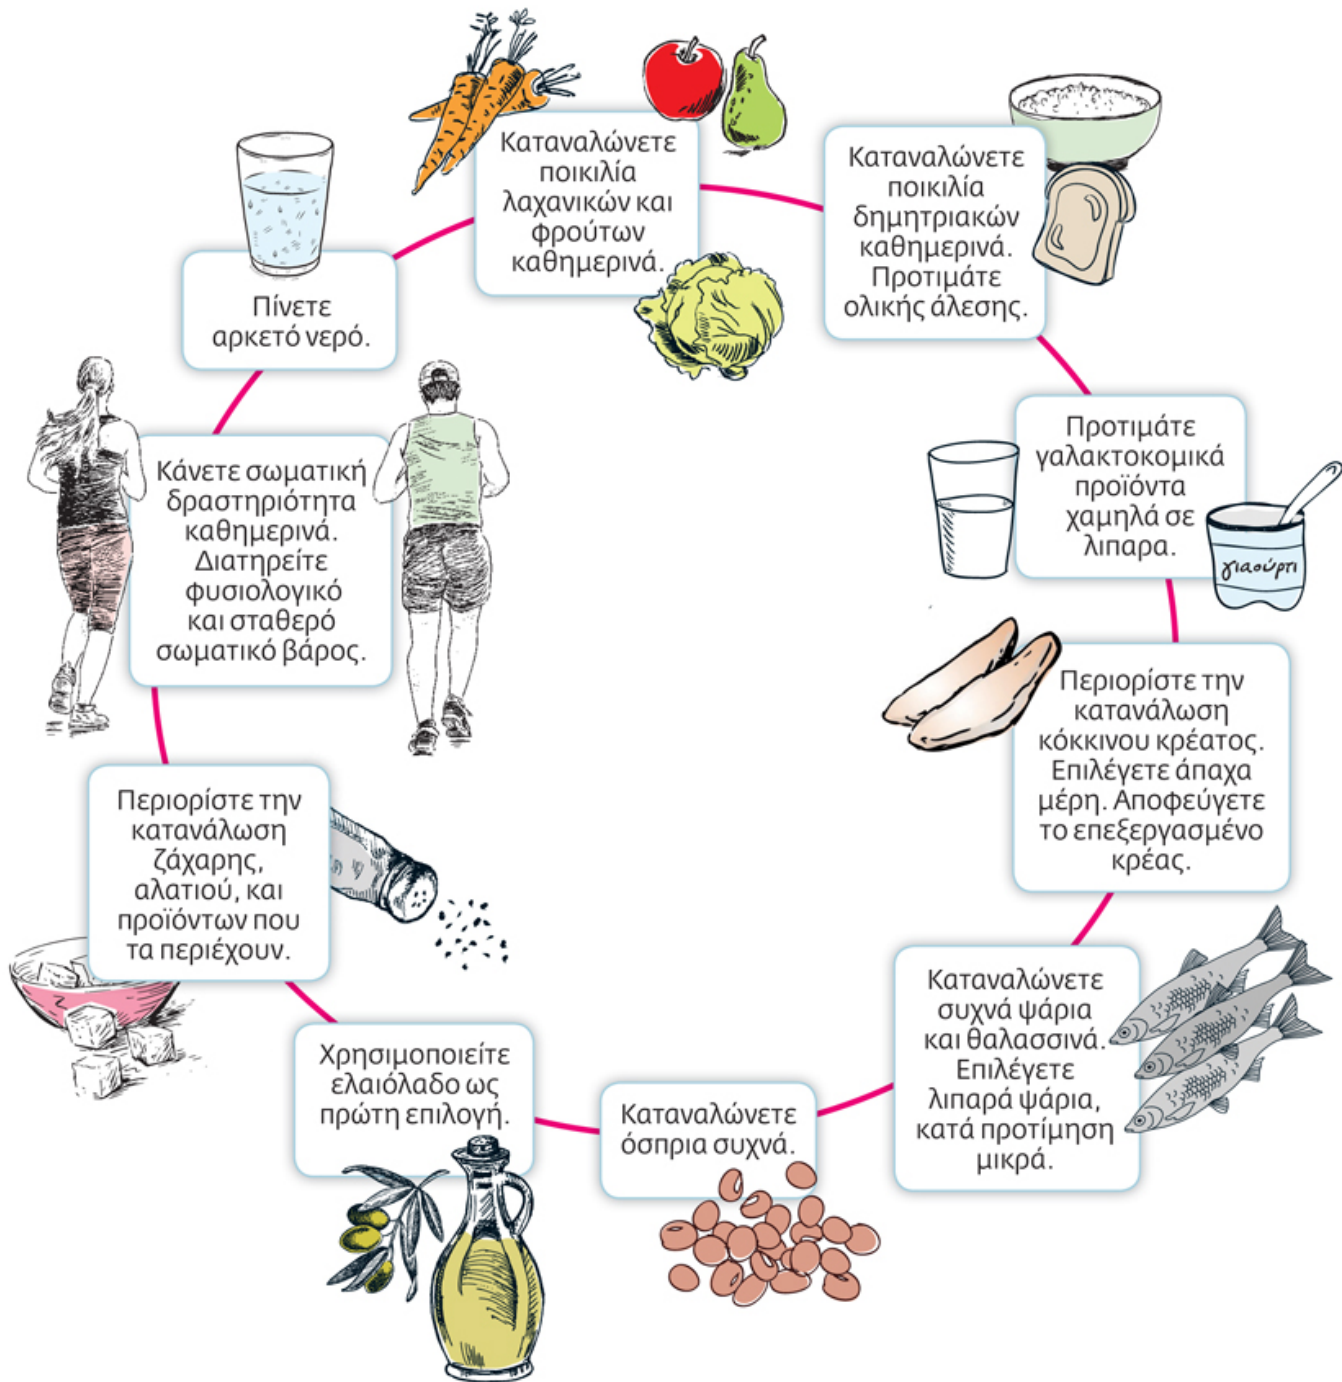 Καταναλώνετε
ποικιλία
λαχανικών και
φρούτων
καθημερινά.
Καταναλώνετε
ποικιλία
δημητριακών
καθημερινά.
Προτιμάτε
ολικής άλεσης.
Προτιμάτε
γαλακτοκομικά
προϊόντα
χαμηλά σε
λιπαρα.
γιαούρτι
Περιορίστε την
κατανάλωση
κόκκινου κρέατος.
Επιλέγετε άπαχα
μέρη. Αποφεύγετε
το επεξεργασμένο
κρέας.
Καταναλώνετε
συχνά ψάρια
και θαλασσινά.
Επιλέγετε
λιπαρά ψάρια,
κατά προτίμηση
μικρά.
Καταναλώνετε
όσπρια συχνά.
Χρησιμοποιείτε
ελαιόλαδο ως
πρώτη επιλογή.
Περιορίστε την
κατανάλωση
ζάχαρης,
αλατιού, και
προϊόντων που
τα περιέχουν.
Κάνετε σωματική
δραστηριότητα
καθημερινά.
Διατηρείτε
φυσιολογικό
και σταθερό
σωματικό βάρος.
Πίνετε
αρκετό νερό.